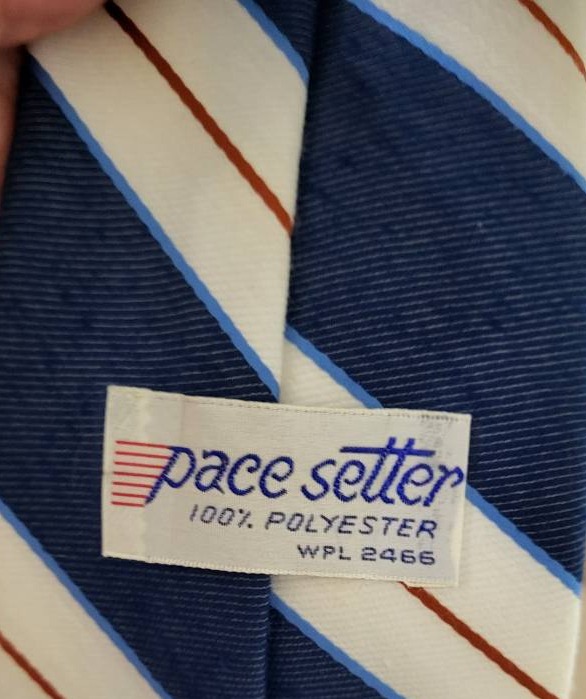 pace setter
100% POLYESTER
WPL 2466